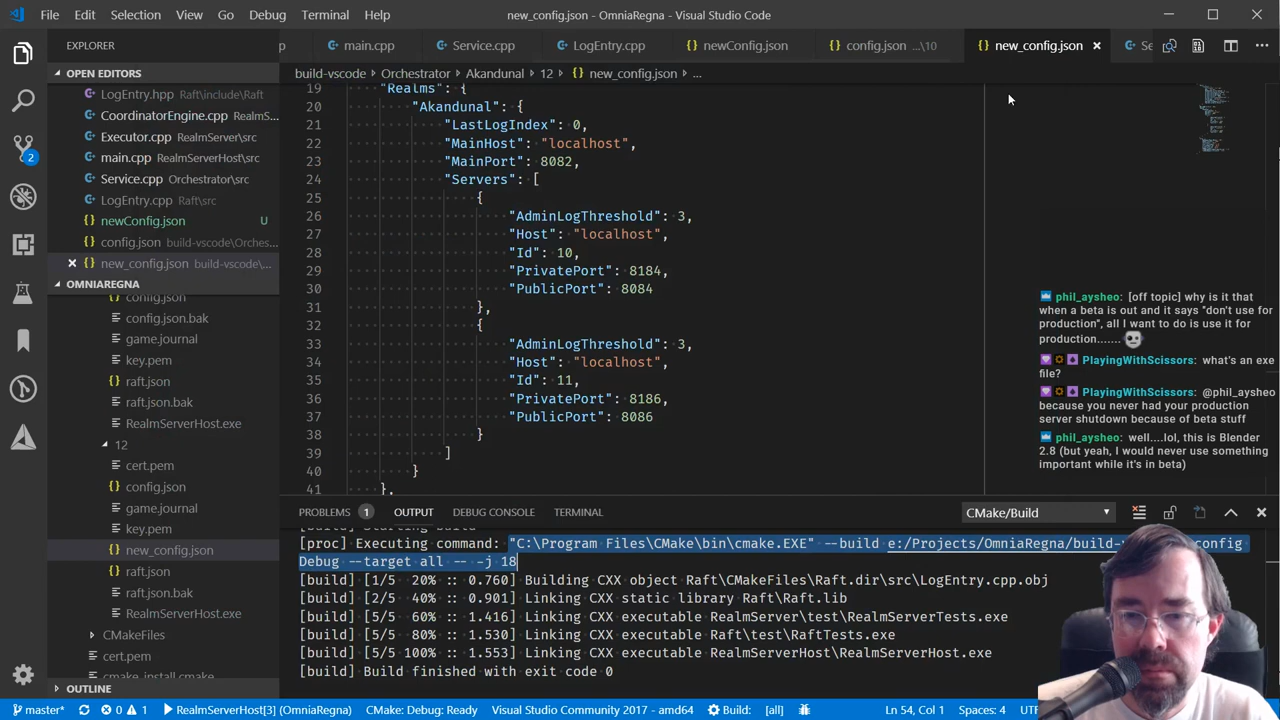 File Edit Selection View Go Debug Terminal Help
new_config.json - OmniaRegna - Visual Studio Code
EXPLORER
OPEN EDITORS
LogEntry.hpp Raft\include\Raft
CoordinatorEngine.cpp RealmS...
Executor.cpp RealmServer\src
main.cpp RealmServerHost\src
Service.cpp Orchestrator\src
LogEntry.cpp Raft\src
newConfig.json U
config.json build-vscode\Orches...
new_config.json build-vscode\...
OMNIAREGNA
config.json
config.json.bak
game.journal
key.pem
raft.json
raft.json.bak
RealmServerHost.exe
12
cert.pem
config.json
game.journal
key.pem
new_config.json
raft.json
raft.json.bak
RealmServerHost.exe
CMakeFiles
cert.pem
cmake_install.cmake
OUTLINE
p main.cpp Service.cpp LogEntry.cpp newConfig.json config.json ...\10 new_config.json Se
build-vscode Orchestrator Akandunal 12 new_config.json ...
19 "Realms": {
20 "Akandunal": {
21 "LastLogIndex": 0,
22 "MainHost": "localhost",
23 "MainPort": 8082,
24 "Servers": [
25 {
26 "AdminLogThreshold": 3,
27 "Host": "localhost",
28 "Id": 10,
29 "PrivatePort": 8184,
30 "PublicPort": 8084
31 },
32 {
33 "AdminLogThreshold": 3,
34 "Host": "localhost",
35 "Id": 11,
36 "PrivatePort": 8186,
37 "PublicPort": 8086
38 }
39 ]
40 }
41 },
phil_aysheo: [off topic] why is it that
when a beta is out and it says "don't use for
production", all I want to do is use it for
production.......
PlayingWithScissors: what's an exe
file?
PlayingWithScissors: @phil_aysheo
because you never had your production
server shutdown because of beta stuff
phil_aysheo: well....lol, this is Blender
2.8 (but yeah, I would never use something
important while it's in beta)
PROBLEMS 1 OUTPUT DEBUG CONSOLE TERMINAL CMake/Build
[build] Starting build
[proc] Executing command: "C:\Program Files\CMake\bin\cmake.EXE" --build e:/Projects/OmniaRegna/build- config
Debug --target all -- -j 18
[build] [1/5 20% :: 0.760] Building CXX object Raft\CMakeFiles\Raft.dir\src\LogEntry.cpp.obj
[build] [2/5 40% :: 0.901] Linking CXX static library Raft\Raft.lib
[build] [5/5 60% :: 1.416] Linking CXX executable RealmServer\test\RealmServerTests.exe
[build] [5/5 80% :: 1.530] Linking CXX executable Raft\test\RaftTests.exe
[build] [5/5 100% :: 1.553] Linking CXX executable RealmServerHost\RealmServerHost.exe
[build] Build finished with exit code 0
2
master* 0 1 RealmServerHost[3] (OmniaRegna) CMake: Debug: Ready Visual Studio Community 2017 - amd64 Build: [all] Ln 54, Col 1 Spaces: 4 UT